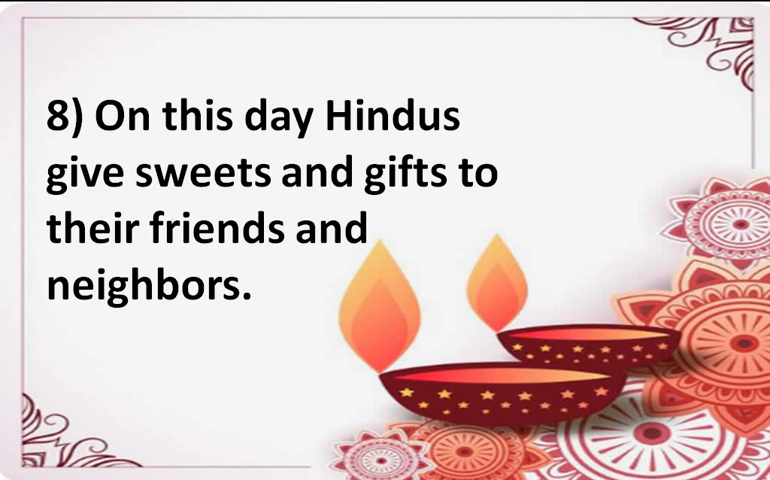 8) On this day Hindus
give sweets and gifts to
their friends and
neighbors.